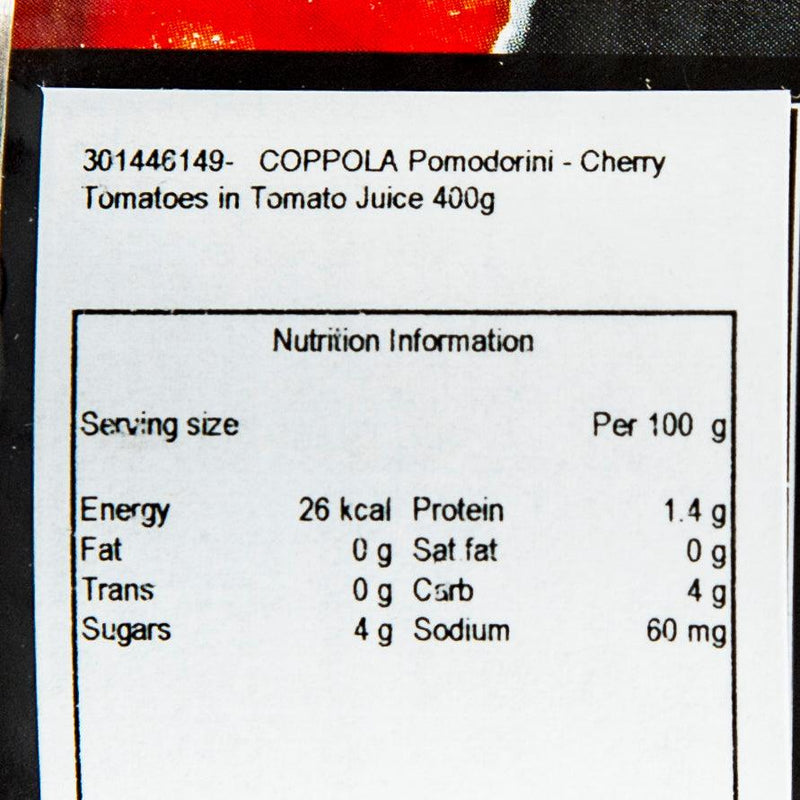 301446149- COPPOLA Pomodorini - Cherry
Tomatoes in Tomato Juice 400g
Nutrition Information
Serving size Per 100 g
Energy 26 kcal Protein 1.4 g
Fat 0 g Sat fat 0 g
Trans 0 g Carb 4 g
Sugars 4 g Sodium 60 mg